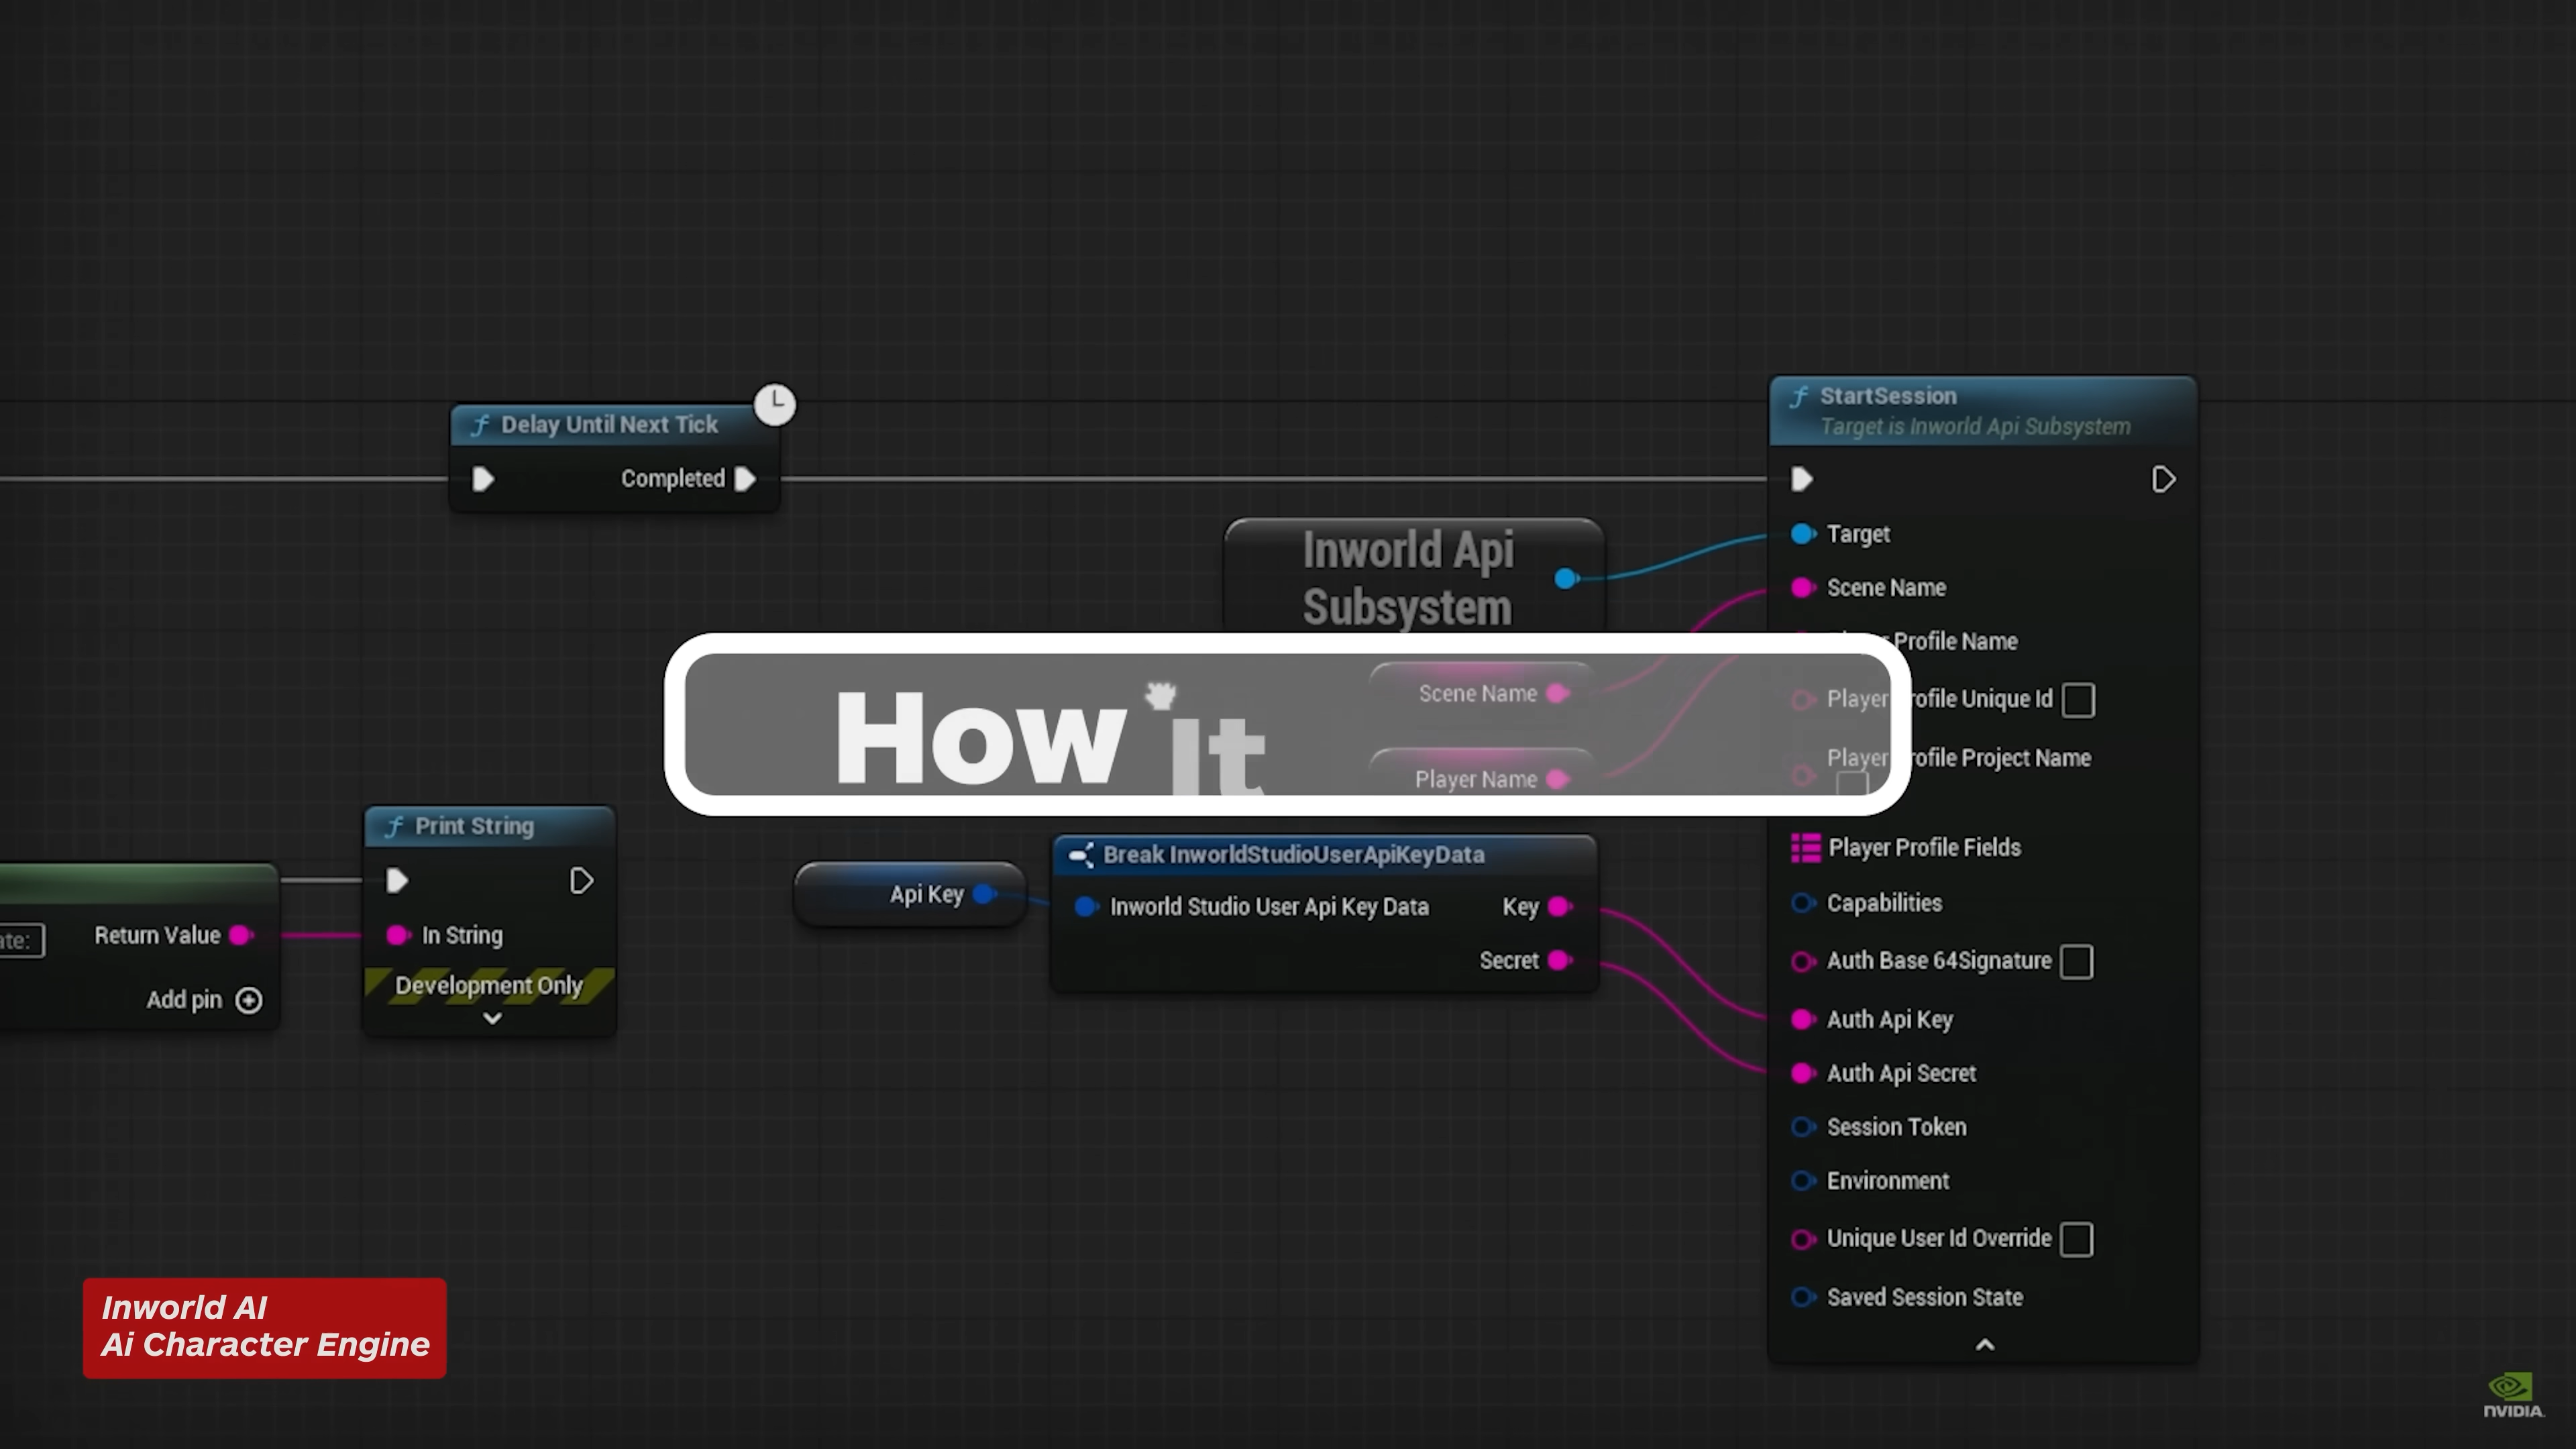 Delay Until Next Tick
Completed
StartSession
Target is Inworld Api Subsystem
Target
Scene Name
Profile Name
Player Profile Unique Id
Player Profile Project Name
Player Profile Fields
Capabilities
Auth Base 64Signature
Auth Api Key
Auth Api Secret
Session Token
Environment
Unique User Id Override
Saved Session State
Inworld Api
Subsystem
How It
Scene Name
Player Name
Print String
In String
Development Only
Return Value
Add pin
Api Key
Break InworldStudioUserApiKeyData
Inworld Studio User Api Key Data
Key
Secret
Inworld AI
Ai Character Engine
NVIDIA